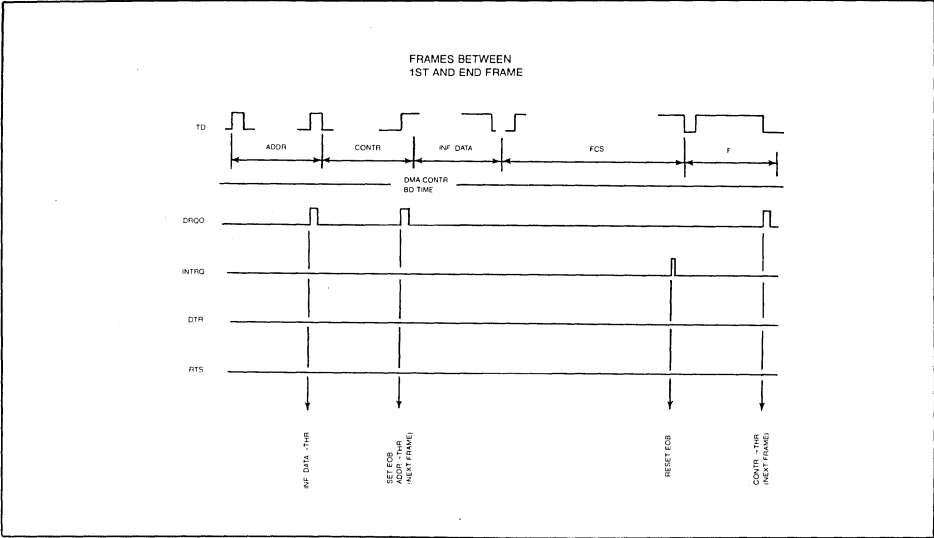 FRAMES BETWEEN
1ST AND END FRAME
TD
ADDR
CONTR
INF DATA
FCS
F
DMA CONTR
BD TIME
DRQO
INTRQ
DTR
RTS
INF DATA→THR
SET EOB
ADDR→THR
(NEXT FRAME)
RESET EOB
CONTR→THR
(NEXT FRAME)